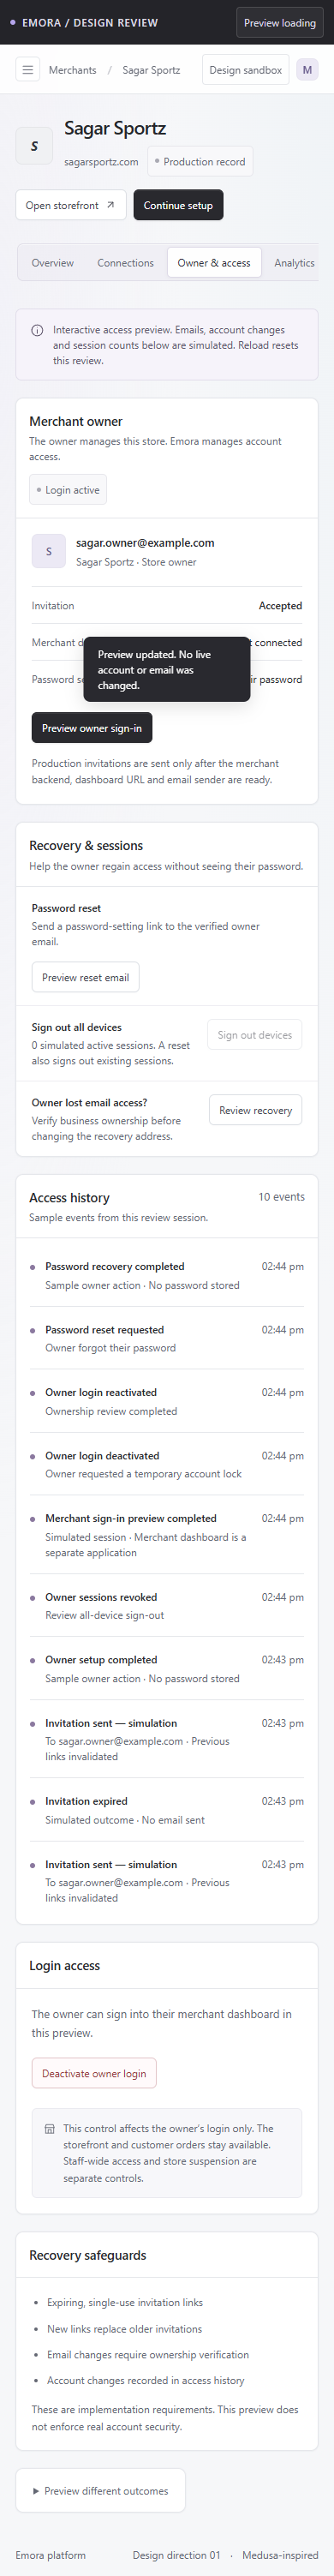 EMORA / DESIGN REVIEW
Preview loading
Merchants / Sagar Sportz
Design sandbox
M
S
Sagar Sportz
sagarsportz.com
Production record
Open storefront
Continue setup
Overview
Connections
Owner & access
Analytics
Interactive access preview. Emails, account changes
and session counts below are simulated. Reload resets
this review.
Merchant owner
The owner manages this store. Emora manages account
access.
Login active
S
sagar.owner@example.com
Sagar Sportz · Store owner
Invitation
Accepted
Merchant d
connected
Password se
password
Preview updated. No live
account or email was
changed.
Preview owner sign-in
Production invitations are sent only after the merchant
backend, dashboard URL and email sender are ready.
Recovery & sessions
Help the owner regain access without seeing their password.
Password reset
Send a password-setting link to the verified owner
email.
Preview reset email
Sign out all devices
0 simulated active sessions. A reset
also signs out existing sessions.
Sign out devices
Owner lost email access?
Verify business ownership before
changing the recovery address.
Review recovery
Access history
10 events
Sample events from this review session.
Password recovery completed
02:44 pm
Sample owner action · No password stored
Password reset requested
02:44 pm
Owner forgot their password
Owner login reactivated
02:44 pm
Ownership review completed
Owner login deactivated
02:44 pm
Owner requested a temporary account lock
Merchant sign-in preview completed
02:44 pm
Simulated session · Merchant dashboard is a
separate application
Owner sessions revoked
02:44 pm
Review all-device sign-out
Owner setup completed
02:43 pm
Sample owner action · No password stored
Invitation sent — simulation
02:43 pm
To sagar.owner@example.com · Previous
links invalidated
Invitation expired
02:43 pm
Simulated outcome · No email sent
Invitation sent — simulation
02:43 pm
To sagar.owner@example.com · Previous
links invalidated
Login access
The owner can sign into their merchant dashboard in
this preview.
Deactivate owner login
This control affects the owner's login only. The
storefront and customer orders stay available.
Staff-wide access and store suspension are
separate controls.
Recovery safeguards
• Expiring, single-use invitation links
• New links replace older invitations
• Email changes require ownership verification
• Account changes recorded in access history
These are implementation requirements. This preview does
not enforce real account security.
Preview different outcomes
Emora platform
Design direction 01 · Medusa-inspired